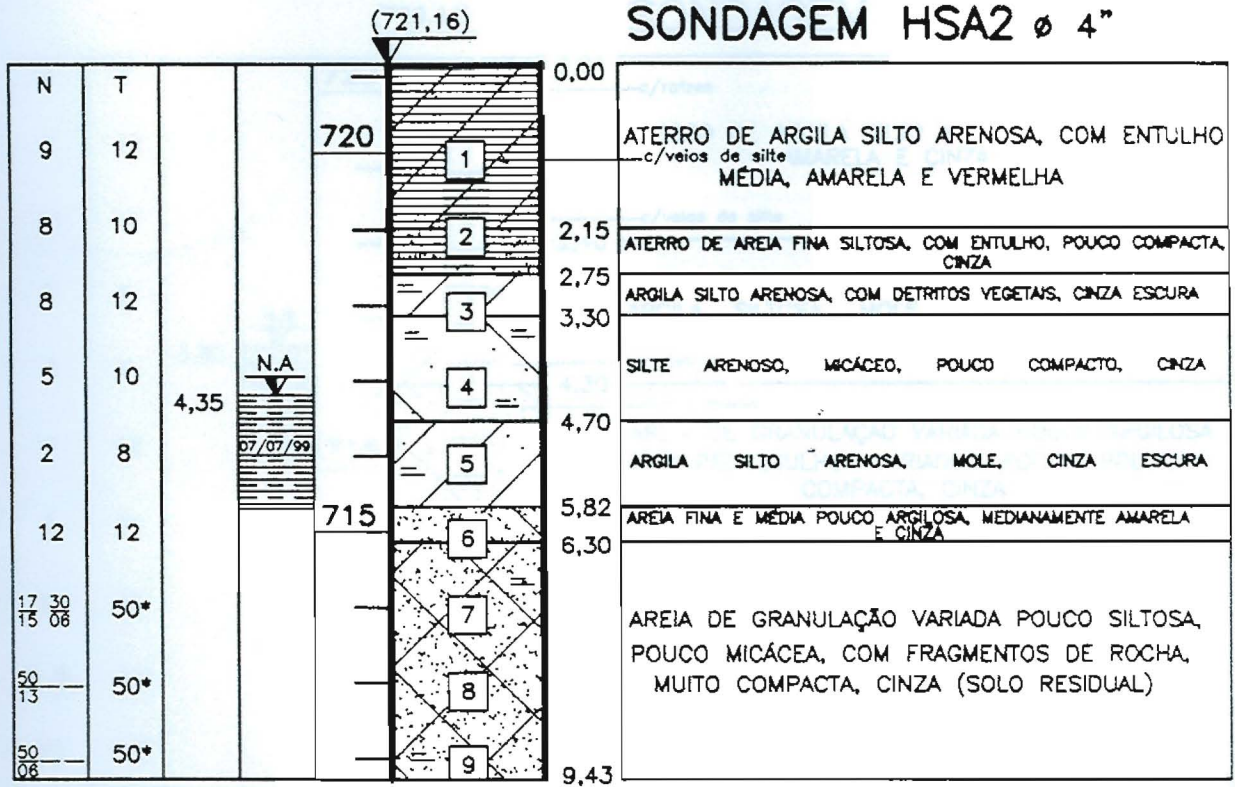 SONDAGEM HSA2 ø 4"
(721,16)
N T
0,00
720
9 12
1
c/veios de silte
ATERRO DE ARGILA SILTO ARENOSA, COM ENTULHO
MÉDIA, AMARELA E VERMELHA
8 10
2
2,15
ATERRO DE AREIA FINA SILTOSA, COM ENTULHO, POUCO COMPACTA,
CINZA
2,75
8 12
3
ARGILA SILTO ARENOSA, COM DETRITOS VEGETAIS, CINZA ESCURA
3,30
5 10
N.A
4,35
4
SILTE ARENOSO, MICÁCEO, POUCO COMPACTO, CINZA
4,70
2 8
07/07/99
5
ARGILA SILTO ARENOSA, MOLE, CINZA ESCURA
5,82
715
12 12
6
AREIA FINA E MÉDIA POUCO ARGILOSA, MEDIANAMENTE AMARELA
E CINZA
6,30
17 30
15 06
50*
7
AREIA DE GRANULAÇÃO VARIADA POUCO SILTOSA,
POUCO MICÁCEA, COM FRAGMENTOS DE ROCHA,
MUITO COMPACTA, CINZA (SOLO RESIDUAL)
50
13
50*
8
50
06
50*
9
9,43